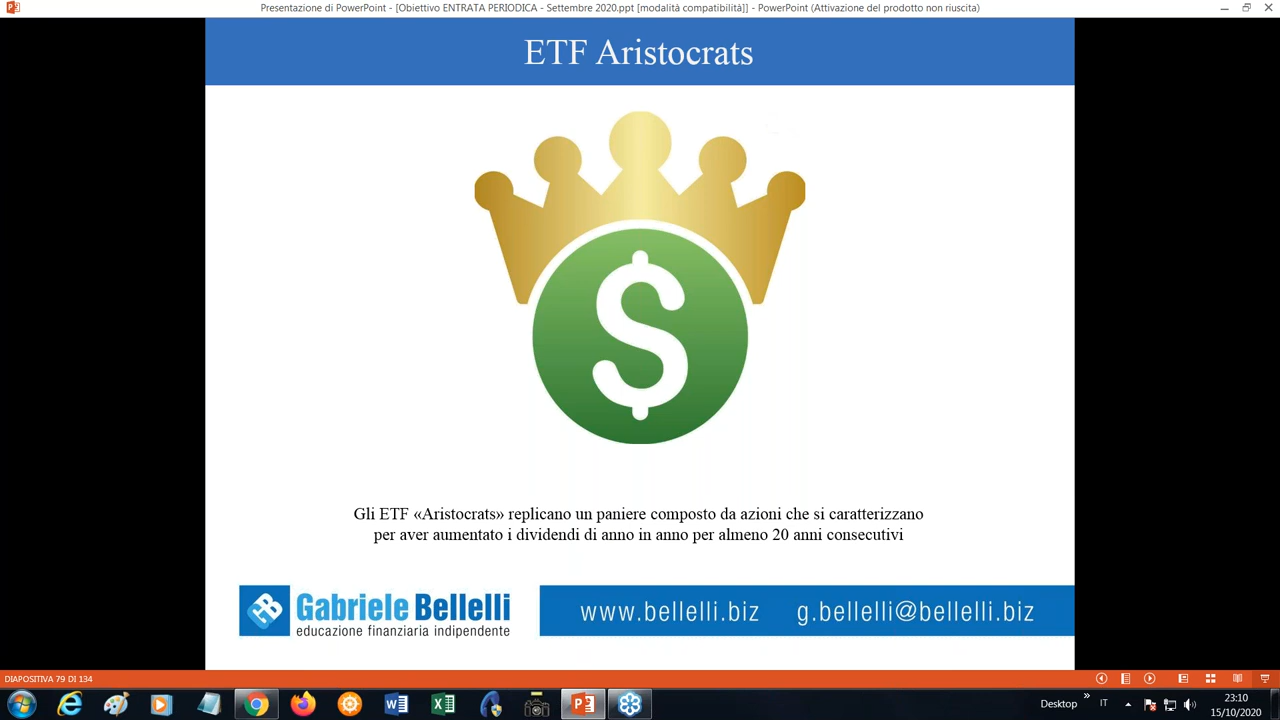 Presentazione di PowerPoint - [Obiettivo ENTRATA PERIODICA - Settembre 2020.ppt [modalità compatibilità]] - PowerPoint (Attivazione del prodotto non riuscita)
ETF Aristocrats
$
Gli ETF «Aristocrats» replicano un paniere composto da azioni che si caratterizzano
per aver aumentato i dividendi di anno in anno per almeno 20 anni consecutivi
Gabriele Bellelli
educazione finanziaria indipendente
www.bellelli.biz g.bellelli@bellelli.biz
DIAPOSITIVA 79 DI 134
Desktop » IT 23:10
15/10/2020